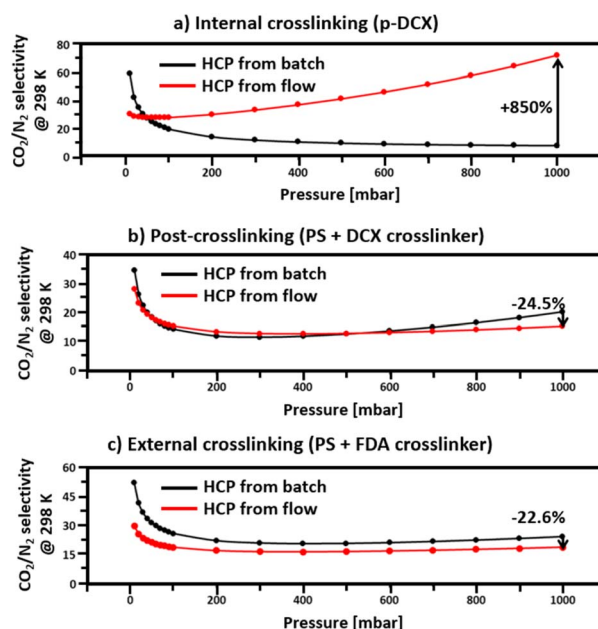 a) Internal crosslinking (p-DCX)
CO2/N2 selectivity
@ 298 K
80
60
40
20
0
HCP from batch
HCP from flow
+850%
0 200 400 600 800 1000
Pressure [mbar]
b) Post-crosslinking (PS + DCX crosslinker)
CO2/N2 selectivity
@ 298 K
40
30
20
10
0
HCP from batch
HCP from flow
-24.5%
0 200 400 600 800 1000
Pressure [mbar]
c) External crosslinking (PS + FDA crosslinker)
CO2/N2 selectivity
@ 298 K
60
45
30
15
0
HCP from batch
HCP from flow
-22.6%
0 200 400 600 800 1000
Pressure [mbar]